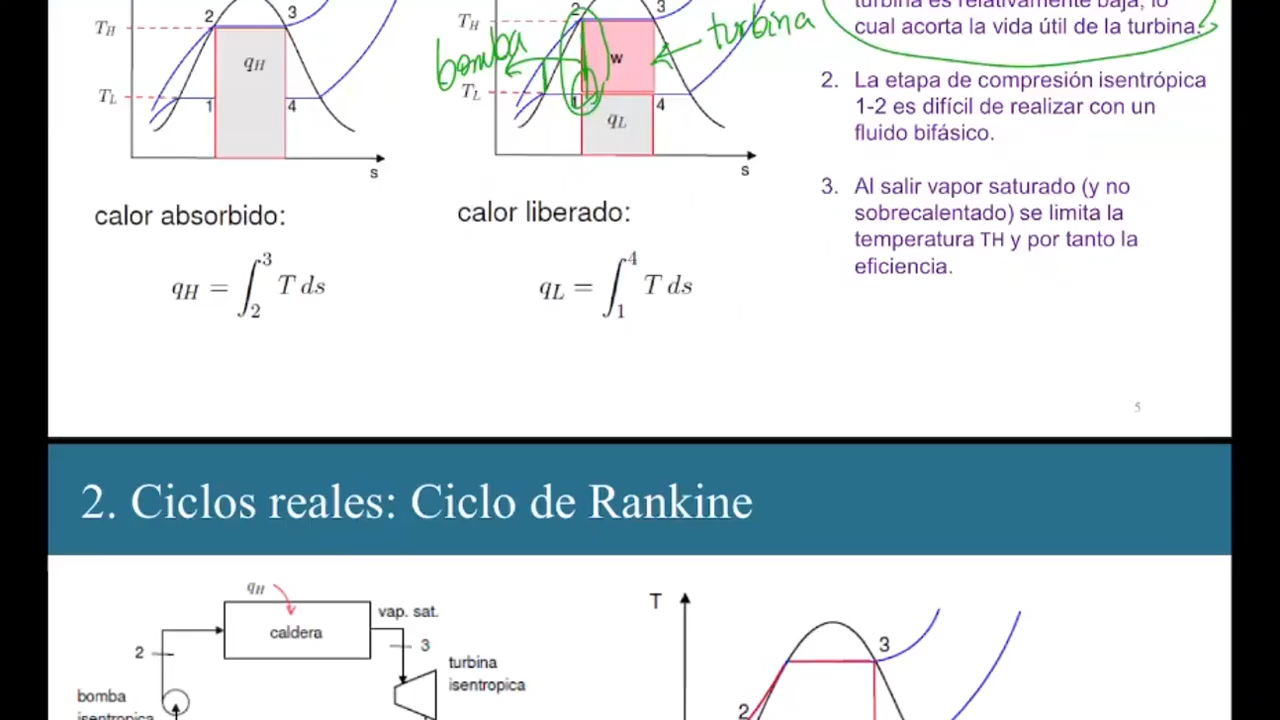 2
3
T_H
q_H
T_L
1
4
s
calor absorbido:
q_H = ∫_2^3 T ds
2
3
T_H
bomba
w
turbina
T_L
1
4
q_L
s
calor liberado:
q_L = ∫_1^4 T ds
turbina es relativamente baja, lo
cual acorta la vida útil de la turbina.
2. La etapa de compresión isentrópica
1-2 es difícil de realizar con un
fluido bifásico.
3. Al salir vapor saturado (y no
sobrecalentado) se limita la
temperatura TH y por tanto la
eficiencia.
5
2. Ciclos reales: Ciclo de Rankine
q_H
caldera
vap. sat.
2
3
turbina
isentropica
bomba
isentropica
T
3
2